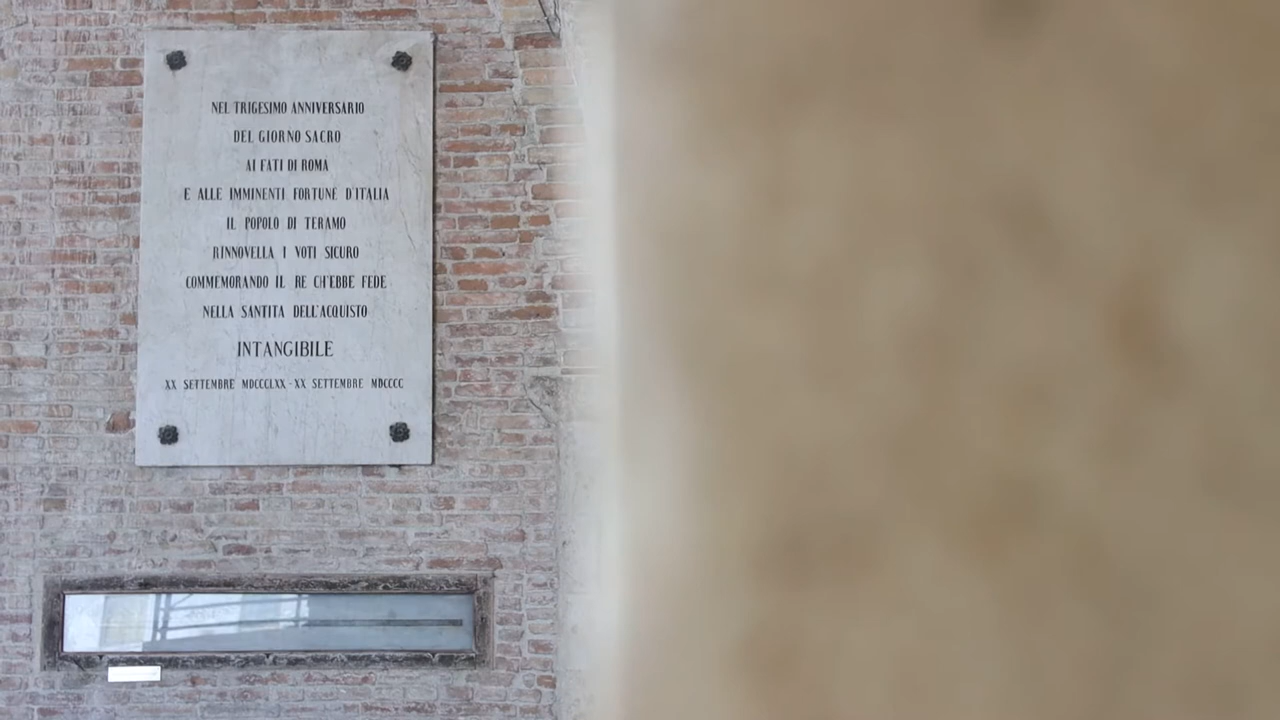 NEL TRIGESIMO ANNIVERSARIO
DEL GIORNO SACRO
AI FATI DI ROMA
E ALLE IMMINENTI FORTUNE D'ITALIA
IL POPOLO DI TERAMO
RINNOVELLA I VOTI SICURO
COMMEMORANDO IL RE CH'EBBE FEDE
NELLA SANTITA DELL'ACQUISTO
INTANGIBILE
XX SETTEMBRE MDCCCLXX - XX SETTEMBRE MDCCCC